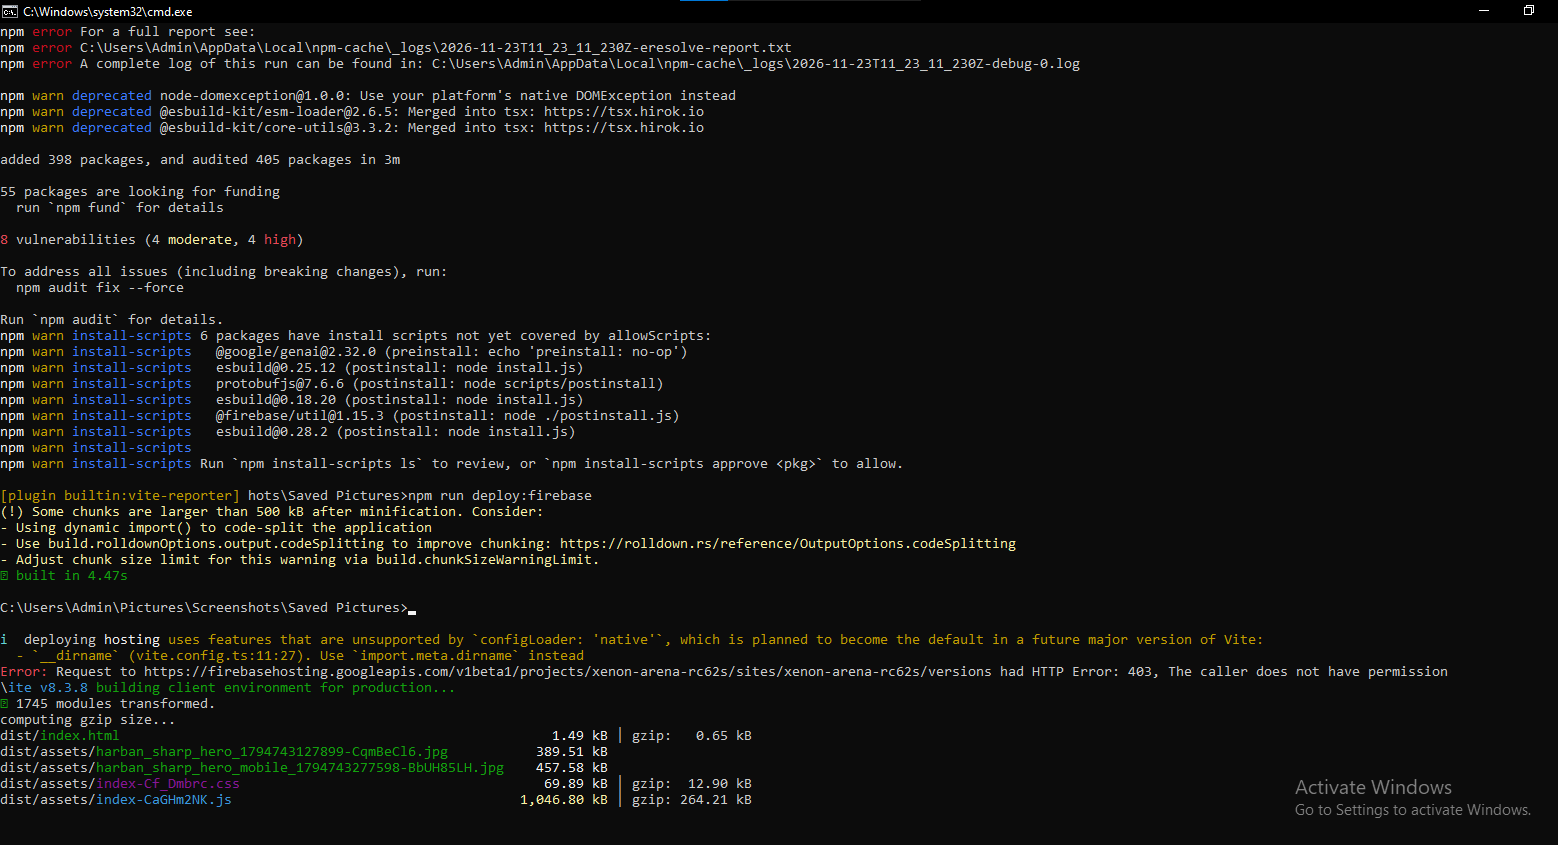 C:\Windows\system32\cmd.exe
npm error For a full report see:
npm error C:\Users\Admin\AppData\Local\npm-cache\_logs\2026-11-23T11_23_11_230Z-eresolve-report.txt
npm error A complete log of this run can be found in: C:\Users\Admin\AppData\Local\npm-cache\_logs\2026-11-23T11_23_11_230Z-debug-0.log
npm warn deprecated node-domexception@1.0.0: Use your platform's native DOMException instead
npm warn deprecated @esbuild-kit/esm-loader@2.6.5: Merged into tsx: https://tsx.hirok.io
npm warn deprecated @esbuild-kit/core-utils@3.3.2: Merged into tsx: https://tsx.hirok.io
added 398 packages, and audited 405 packages in 3m
55 packages are looking for funding
  run `npm fund` for details
8 vulnerabilities (4 moderate, 4 high)
To address all issues (including breaking changes), run:
  npm audit fix --force
Run `npm audit` for details.
npm warn install-scripts 6 packages have install scripts not yet covered by allowScripts:
npm warn install-scripts   @google/genai@2.32.0 (preinstall: echo 'preinstall: no-op')
npm warn install-scripts   esbuild@0.25.12 (postinstall: node install.js)
npm warn install-scripts   protobufjs@7.6.6 (postinstall: node scripts/postinstall)
npm warn install-scripts   esbuild@0.18.20 (postinstall: node install.js)
npm warn install-scripts   @firebase/util@1.15.3 (postinstall: node ./postinstall.js)
npm warn install-scripts   esbuild@0.28.2 (postinstall: node install.js)
npm warn install-scripts
npm warn install-scripts Run `npm install-scripts ls` to review, or `npm install-scripts approve <pkg>` to allow.
[plugin builtin:vite-reporter] hots\Saved Pictures>npm run deploy:firebase
(!) Some chunks are larger than 500 kB after minification. Consider:
- Using dynamic import() to code-split the application
- Use build.rolldownOptions.output.codeSplitting to improve chunking: https://rolldown.rs/reference/OutputOptions.codeSplitting
- Adjust chunk size limit for this warning via build.chunkSizeWarningLimit.
built in 4.47s
C:\Users\Admin\Pictures\Screenshots\Saved Pictures>
i  deploying hosting uses features that are unsupported by `configLoader: 'native'`, which is planned to become the default in a future major version of Vite:
  - `__dirname` (vite.config.ts:11:27). Use `import.meta.dirname` instead
Error: Request to https://firebasehosting.googleapis.com/v1beta1/projects/xenon-arena-rc62s/sites/xenon-arena-rc62s/versions had HTTP Error: 403, The caller does not have permission
\ite v8.3.8 building client environment for production...
1745 modules transformed.
computing gzip size...
dist/index.html 1.49 kB │ gzip: 0.65 kB
dist/assets/harban_sharp_hero_1794743127899-CqmBeCl6.jpg 389.51 kB
dist/assets/harban_sharp_hero_mobile_1794743277598-BbUH85LH.jpg 457.58 kB
dist/assets/index-Cf_Dmbrc.css 69.89 kB │ gzip: 12.90 kB
dist/assets/index-CaGHm2NK.js 1,046.80 kB │ gzip: 264.21 kB
Activate Windows
Go to Settings to activate Windows.